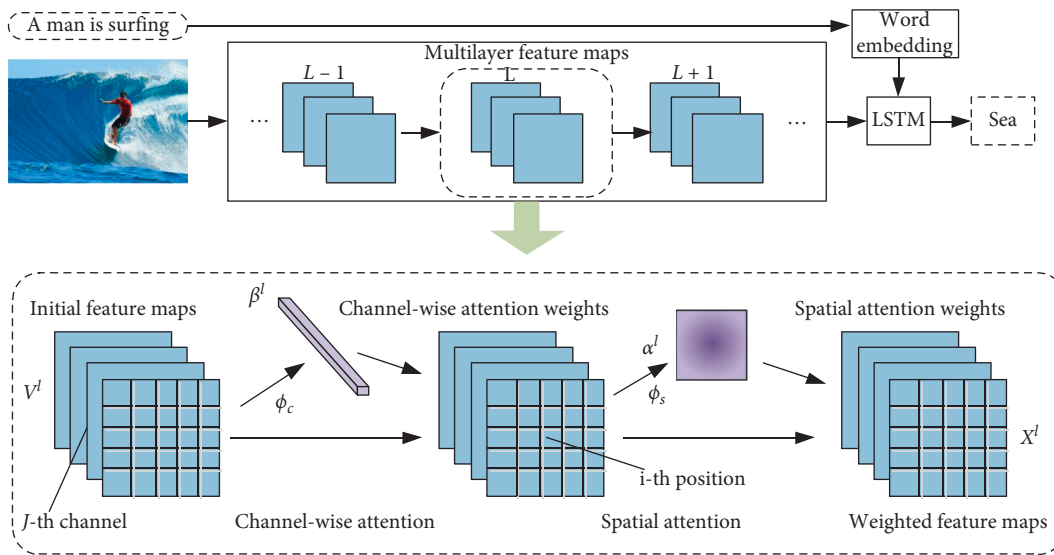 A man is surfing
Word
embedding
Multilayer feature maps
L – 1
L
L + 1
...
...
LSTM
Sea
Initial feature maps
β^l
Channel-wise attention weights
Spatial attention weights
V^l
ϕ_c
α^l
ϕ_s
X^l
i-th position
J-th channel
Channel-wise attention
Spatial attention
Weighted feature maps